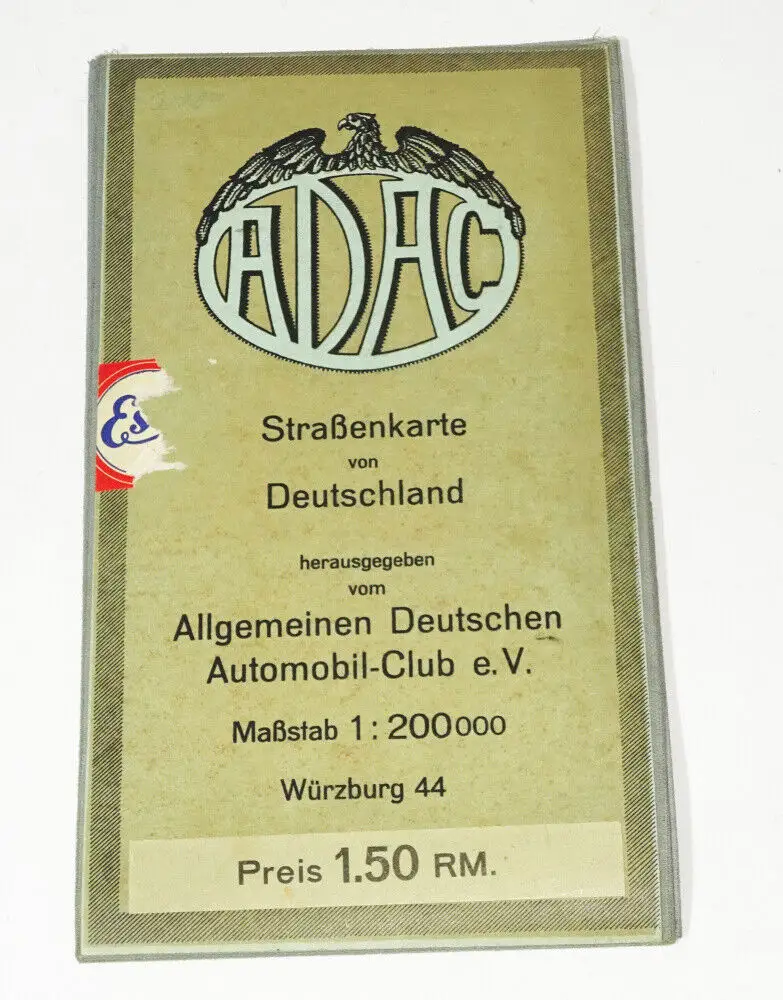 ADAC
Straßenkarte
von
Deutschland
herausgegeben
vom
Allgemeinen Deutschen
Automobil-Club e.V.
Maßstab 1:200000
Würzburg 44
Preis 1.50 RM.